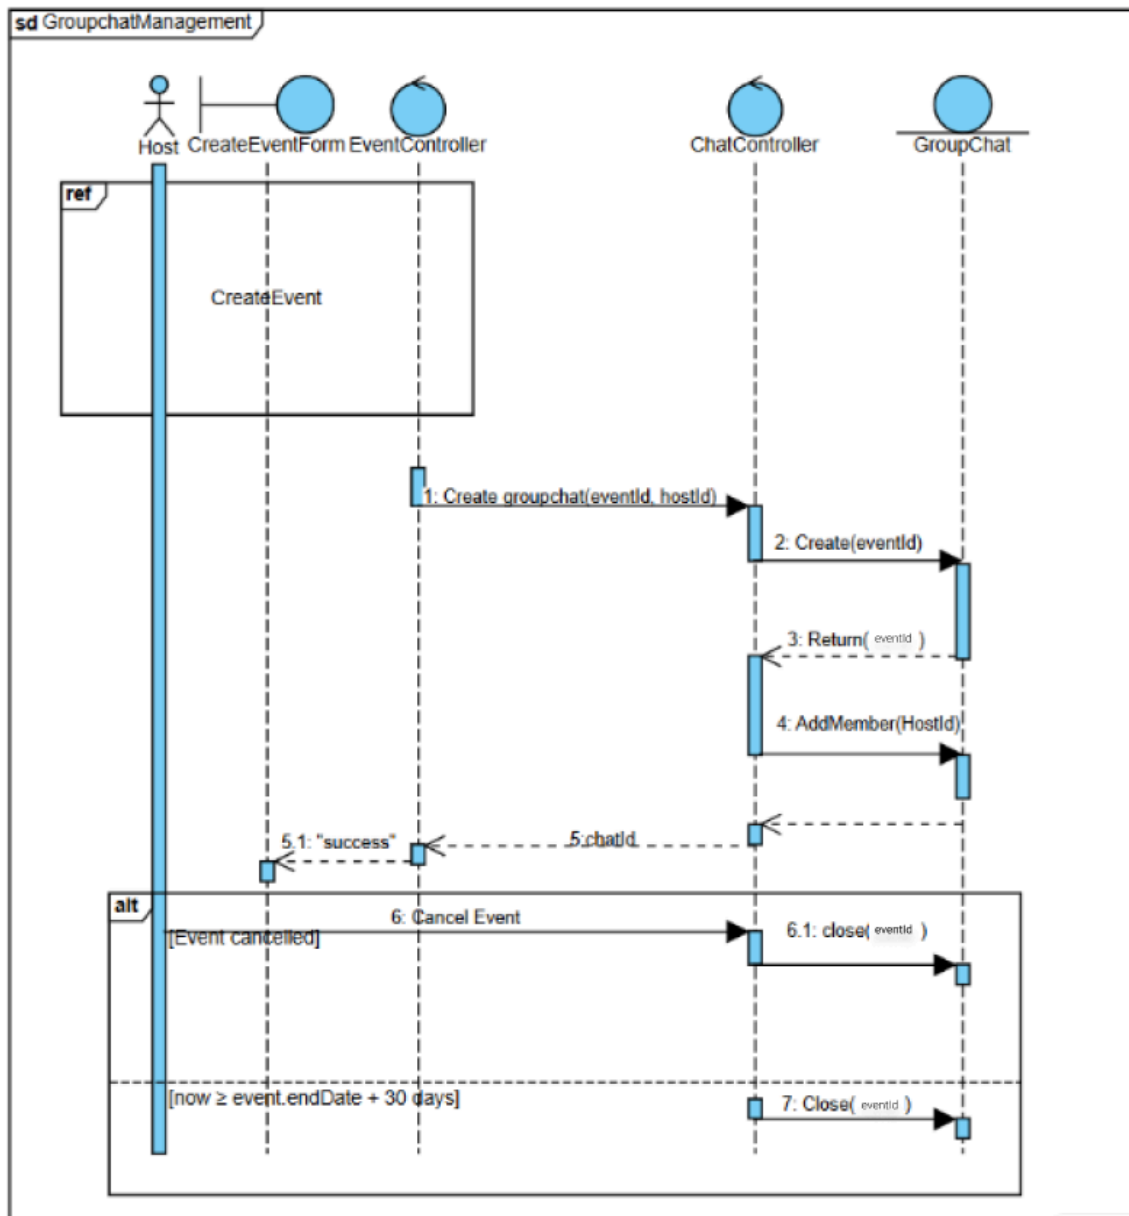 sd GroupchatManagement
Host
CreateEventForm
EventController
ChatController
GroupChat
ref
CreateEvent
1: Create groupchat(eventId, hostId)
2: Create(eventId)
3: Return( eventId )
4: AddMember(HostId)
5:chatId
5.1: "success"
alt
6: Cancel Event
[Event cancelled]
6.1: close( eventId )
[now ≥ event.endDate + 30 days]
7: Close( eventId )